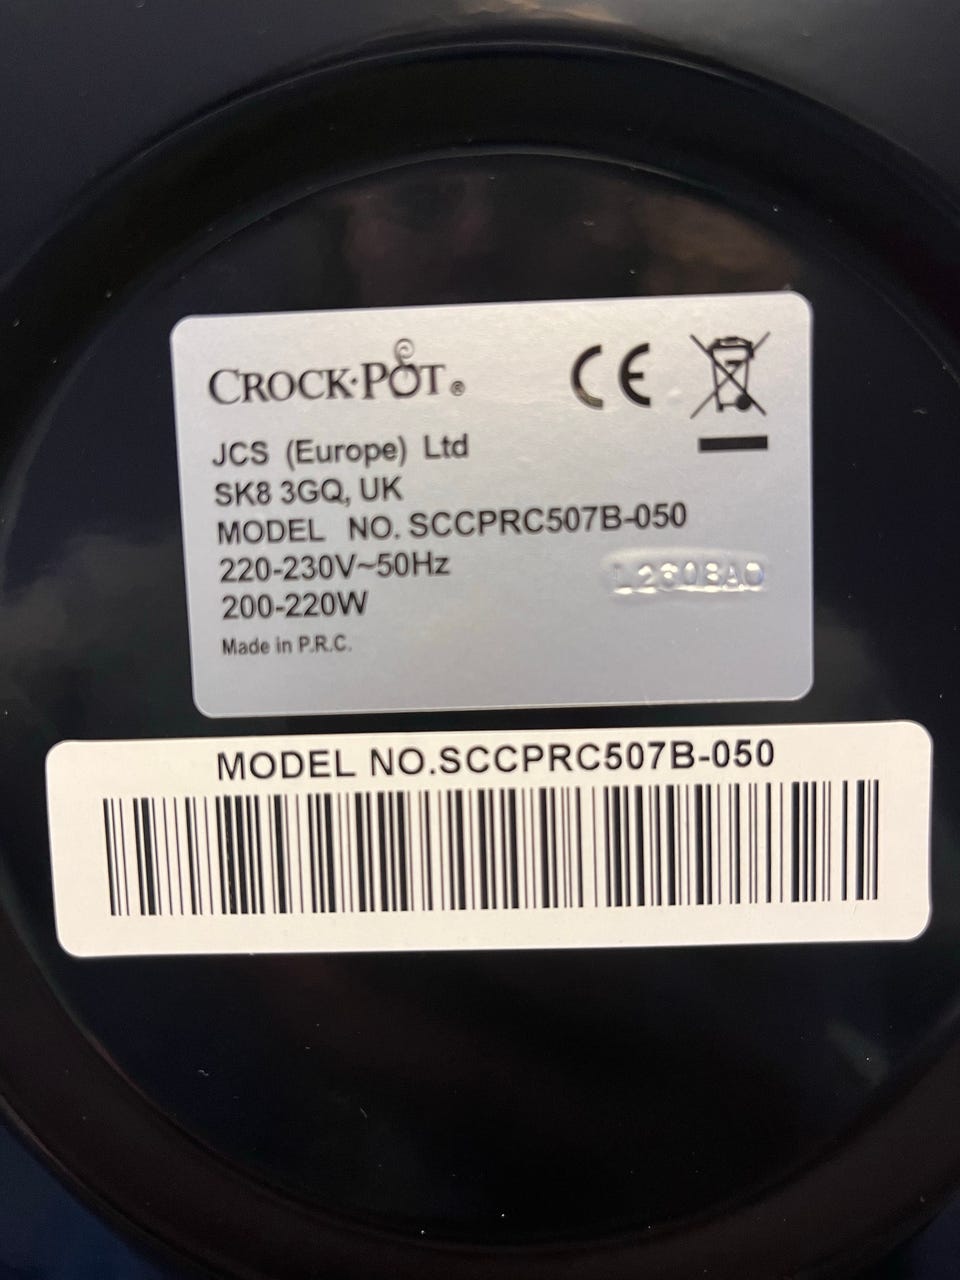 CROCK·POT®
CE
JCS (Europe) Ltd
SK8 3GQ, UK
MODEL NO. SCCPRC507B-050
220-230V~50Hz
200-220W
Made in P.R.C.
MODEL NO.SCCPRC507B-050